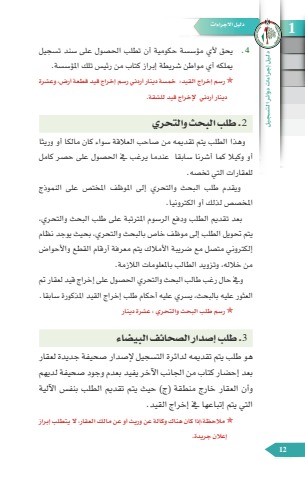 دليل الاجراءات
1
دليل اجراءات دوائر التسجيل
4. يحق لأي مؤسسة حكومية أن تطلب الحصول على سند تسجيل
يملكه أي مواطن شريطة إبراز كتاب من رئيس تلك المؤسسة.
* رسم إخراج القيد: خمسة دينار أردني رسم إخراج قيد قطعة أرض، وعشرة
دينار أردني لإخراج قيد للشقة.
2. طلب البحث والتحري
وهذا الطلب يتم تقديمه من صاحب العلاقة سواء كان مالكا أو وريثا
أو وكيلا كما أشرنا سابقا عندما يرغب في الحصول على حصر كامل
للعقارات التي تخصه.
ويقدم طلب البحث والتحري إلى الموظف المختص على النموذج
المخصص لذلك أو الكترونيا.
بعد تقديم الطلب ودفع الرسوم المترتبة على طلب البحث والتحري،
يتم تحويل الطلب إلى موظف خاص بالبحث والتحري، بحيث يوجد نظام
إلكتروني متصل مع ضريبة الأملاك يتم معرفة أرقام القطع والأحواض
من خلاله، وتزويد الطالب بالمعلومات اللازمة.
وفي حال رغب طالب البحث والتحري الحصول على إخراج قيد لعقار تم
العثور عليه بالبحث، يسري عليه أحكام طلب إخراج القيد المذكورة سابقا.
* رسم طلب البحث والتحري : عشرة دينار
3. طلب إصدار الصحائف البيضاء
هو طلب يتم تقديمه لدائرة التسجيل لإصدار صحيفة جديدة لعقار
بعد إحضار كتاب من الجانب الآخر يفيد بعدم وجود صحيفة لديهم
وأن العقار خارج منطقة (ج) حيث يتم تقديم الطلب بنفس الآلية
التي يتم إتباعها في إخراج القيد.
* ملاحظة:إذا كان هناك وكالة عن وريث أو عن مالك العقار، لا يتطلب إبراز
إعلان جريدة.
12